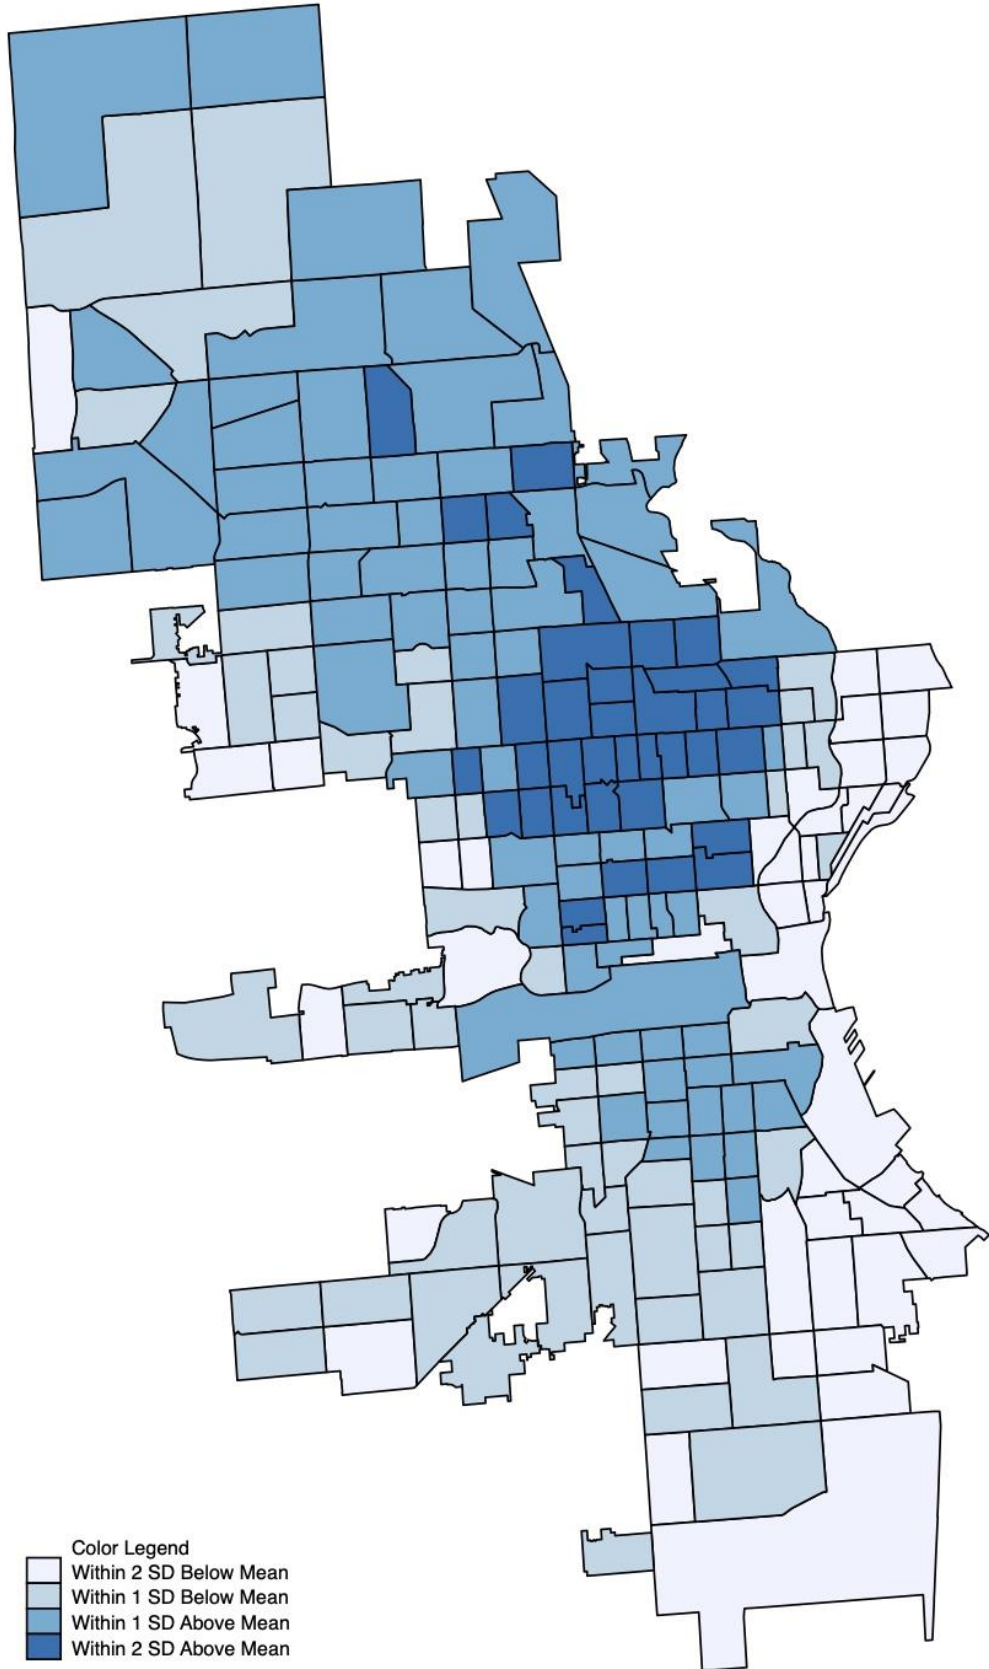 Color Legend
Within 2 SD Below Mean
Within 1 SD Below Mean
Within 1 SD Above Mean
Within 2 SD Above Mean